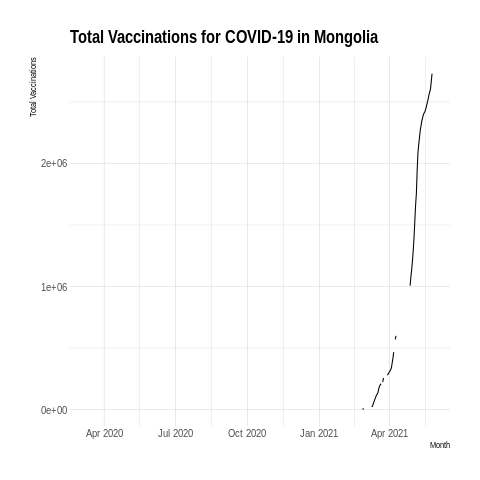 Total Vaccinations for COVID-19 in Mongolia
Total Vaccinations
2e+06
1e+06
0e+00
Apr 2020 Jul 2020 Oct 2020 Jan 2021 Apr 2021
Month